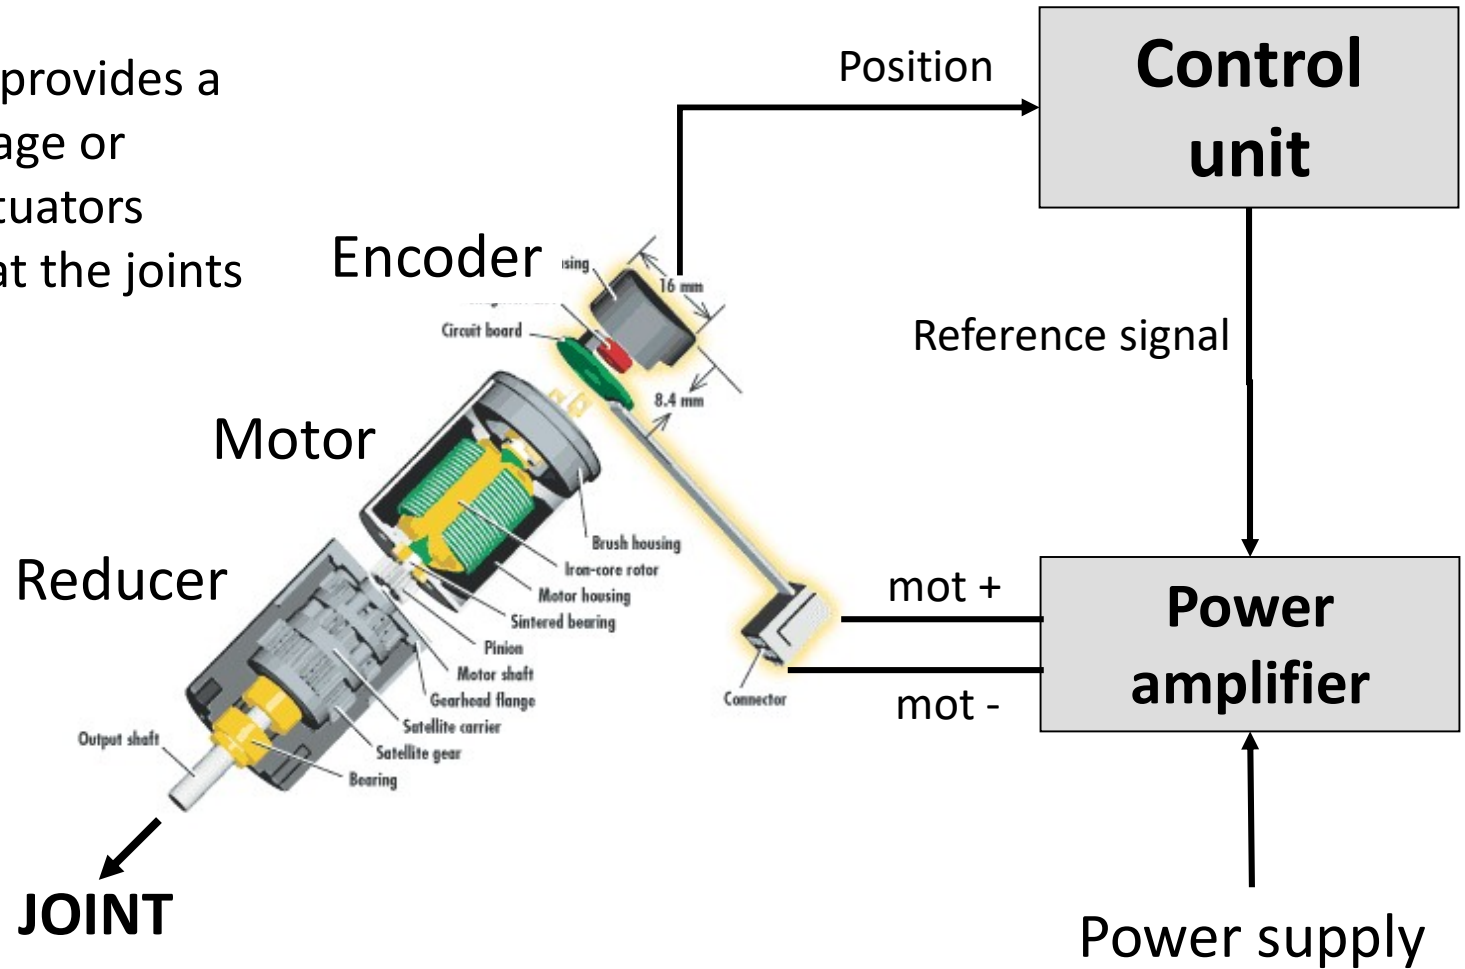 provides a
age or
tuators
at the joints
Position
Control
unit
Encoder
using
16 mm
Circuit board
Reference signal
8.4 mm
Motor
Brush housing
Iron-core rotor
Motor housing
Sintered bearing
Reducer
mot +
Power
amplifier
Pinion
Motor shaft
Gearhead flange
Connector
mot -
Satellite carrier
Satellite gear
Output shaft
Bearing
JOINT
Power supply